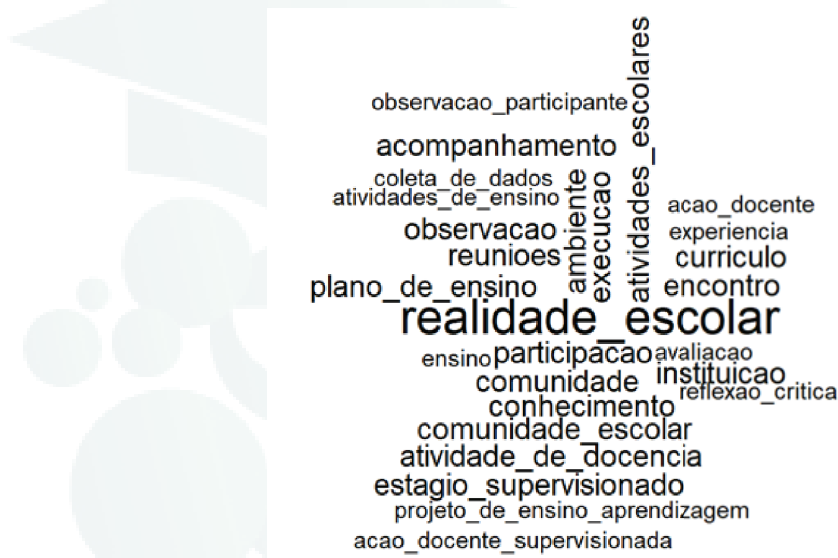 observacao_participante
atividades_escolares
acompanhamento
coleta_de_dados
atividades_de_ensino
ambiente
execucao
acao_docente
observacao
experiencia
reunioes
curriculo
plano_de_ensino
encontro
realidade_escolar
ensino
participacao
avaliacao
comunidade
instituicao
reflexao_critica
conhecimento
comunidade_escolar
atividade_de_docencia
estagio_supervisionado
projeto_de_ensino_aprendizagem
acao_docente_supervisionada